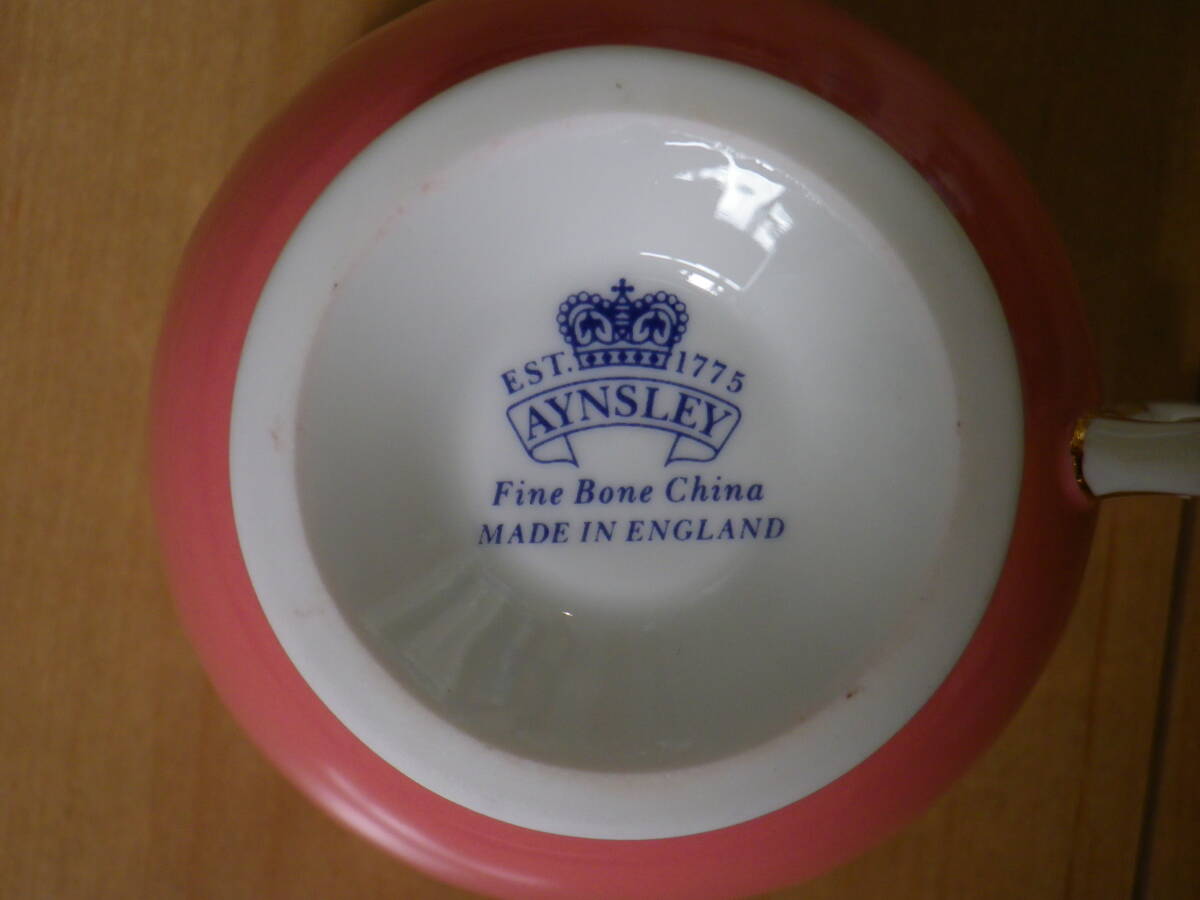 EST. 1775
AYNSLEY
Fine Bone China
MADE IN ENGLAND